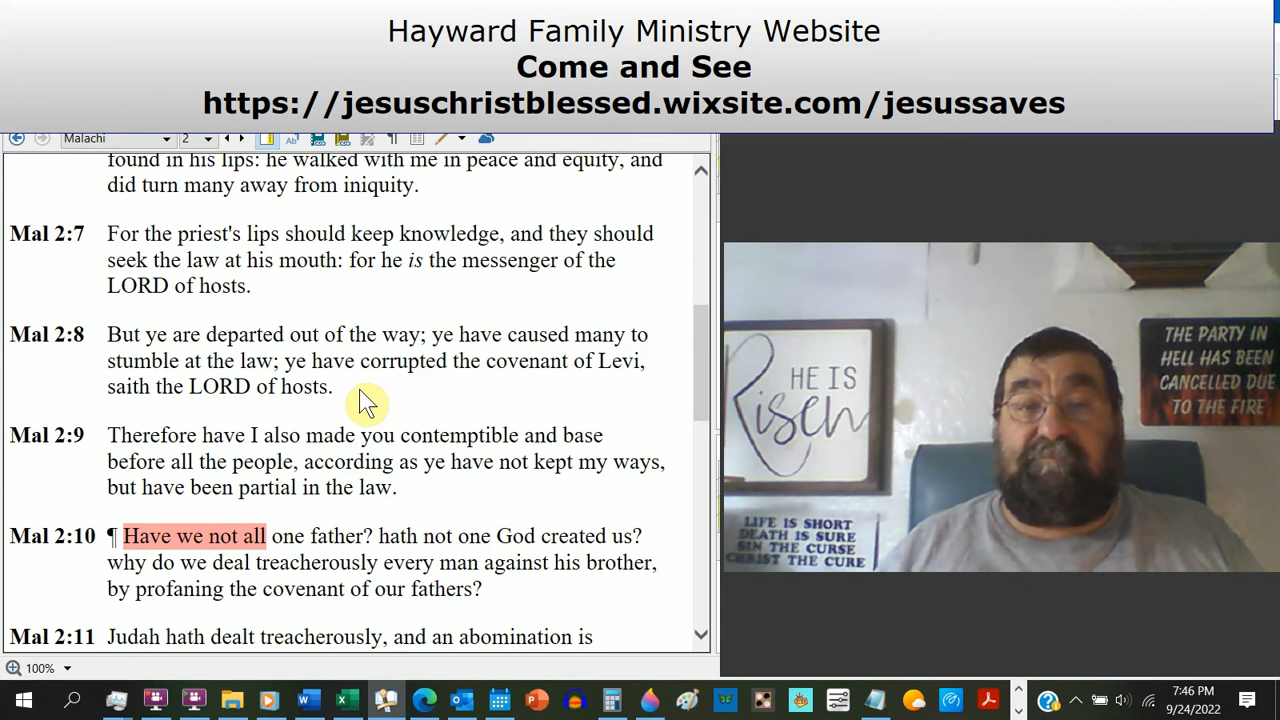 Hayward Family Ministry Website
Come and See
https://jesuschristblessed.wixsite.com/jesussaves
Malachi 2
found in his lips: he walked with me in peace and equity, and
did turn many away from iniquity.
Mal 2:7 For the priest's lips should keep knowledge, and they should
seek the law at his mouth: for he is the messenger of the
LORD of hosts.
Mal 2:8 But ye are departed out of the way; ye have caused many to
stumble at the law; ye have corrupted the covenant of Levi,
saith the LORD of hosts.
Mal 2:9 Therefore have I also made you contemptible and base
before all the people, according as ye have not kept my ways,
but have been partial in the law.
Mal 2:10 ¶ Have we not all one father? hath not one God created us?
why do we deal treacherously every man against his brother,
by profaning the covenant of our fathers?
Mal 2:11 Judah hath dealt treacherously, and an abomination is
100%
HE IS
Risen
LIFE IS SHORT
DEATH IS SURE
SIN THE CURSE
CHRIST THE CURE
THE PARTY IN
HELL HAS BEEN
CANCELLED DUE
TO THE FIRE
7:46 PM
9/24/2022